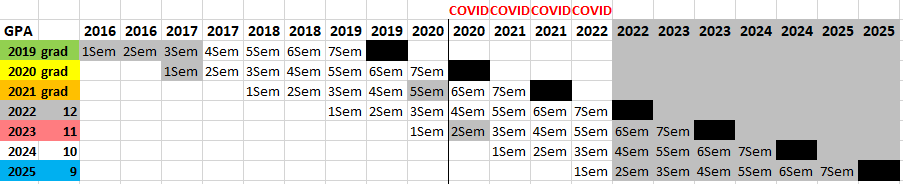 COVID COVID COVID COVID
GPA 2016 2016 2017 2017 2018 2018 2019 2019 2020 2020 2021 2021 2022 2022 2023 2023 2024 2024 2025 2025
2019 grad 1Sem 2Sem 3Sem 4Sem 5Sem 6Sem 7Sem
2020 grad 1Sem 2Sem 3Sem 4Sem 5Sem 6Sem 7Sem
2021 grad 1Sem 2Sem 3Sem 4Sem 5Sem 6Sem 7Sem
2022 12 1Sem 2Sem 3Sem 4Sem 5Sem 6Sem 7Sem
2023 11 1Sem 2Sem 3Sem 4Sem 5Sem 6Sem 7Sem
2024 10 1Sem 2Sem 3Sem 4Sem 5Sem 6Sem 7Sem
2025 9 1Sem 2Sem 3Sem 4Sem 5Sem 6Sem 7Sem